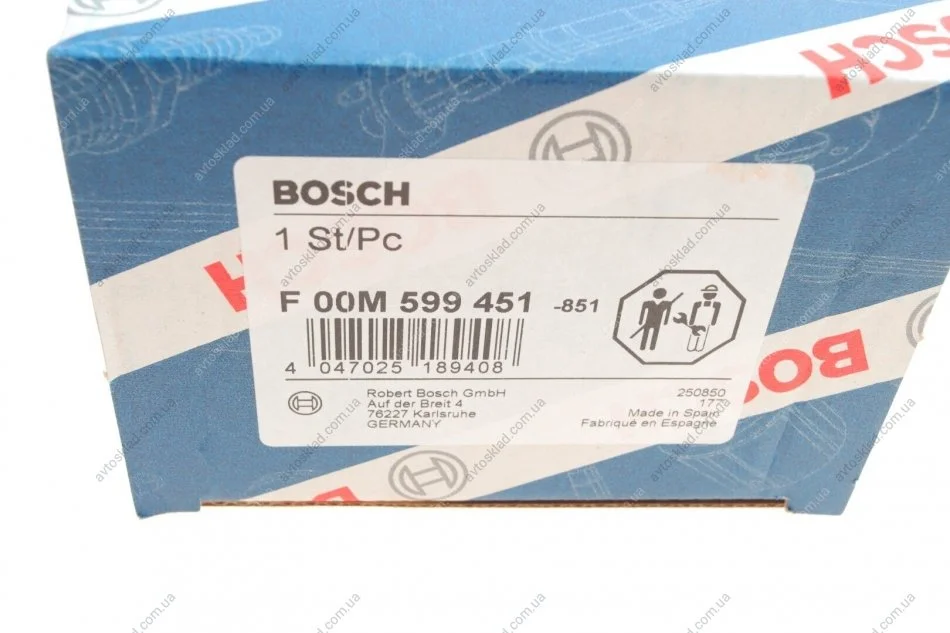 BOSCH
BOSCH
1 St/Pc
F 00M 599 451 -851
4 047025 189408
Robert Bosch GmbH
Auf der Breit 4
76227 Karlsruhe
GERMANY
250850
177
Made in Spain
Fabriqué en Espagne
BOSCH
avtosklad.com.ua